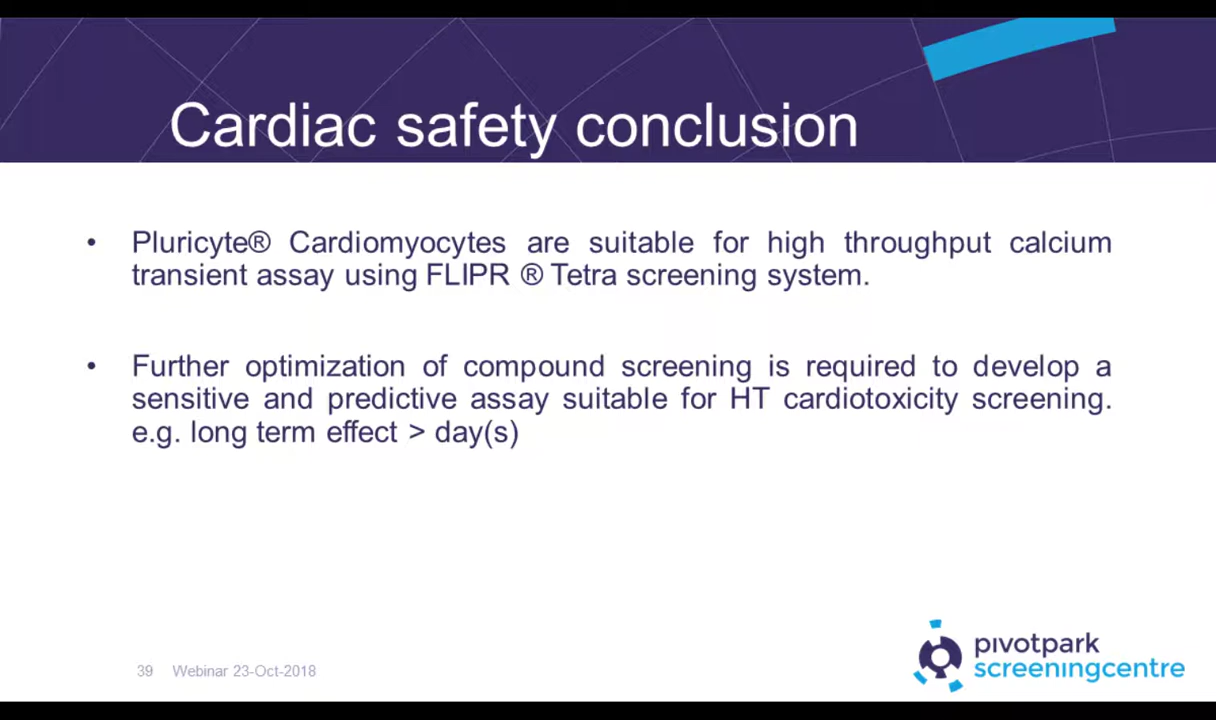 Cardiac safety conclusion
• Pluricyte® Cardiomyocytes are suitable for high throughput calcium
transient assay using FLIPR ® Tetra screening system.
• Further optimization of compound screening is required to develop a
sensitive and predictive assay suitable for HT cardiotoxicity screening.
e.g. long term effect > day(s)
39 Webinar 23-Oct-2018
pivotpark
screeningcentre